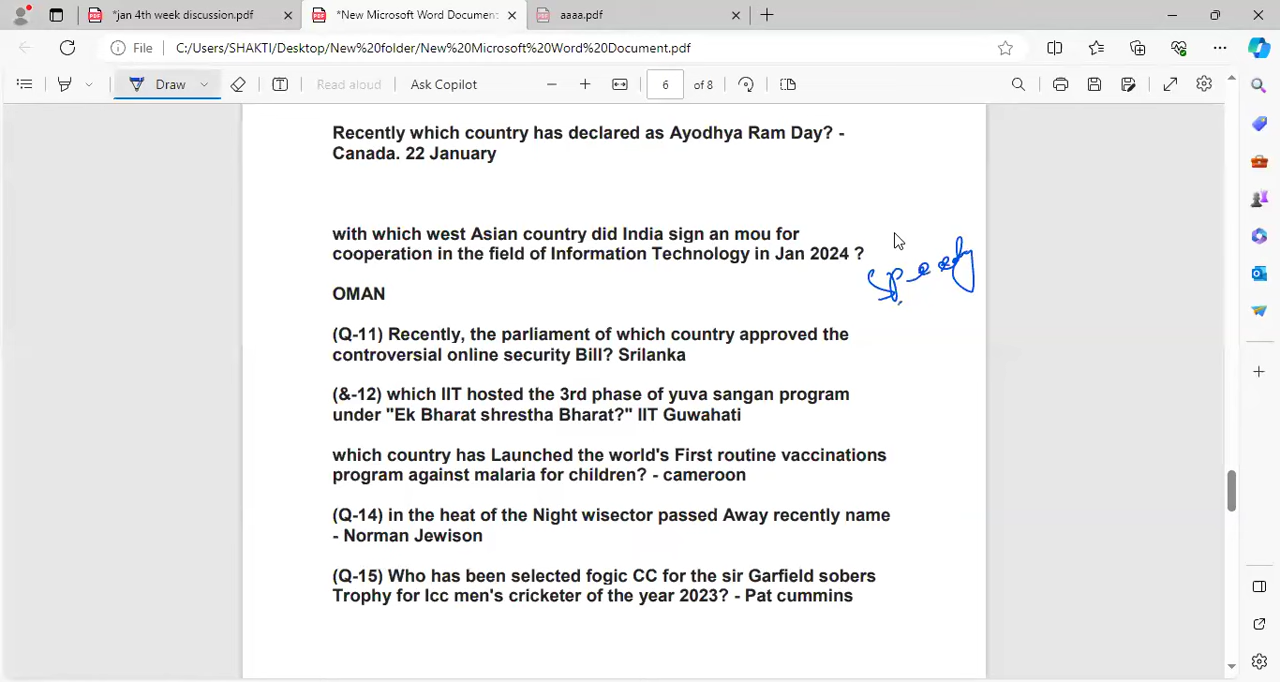 *jan 4th week discussion.pdf
*New Microsoft Word Document:
aaaa.pdf
File
C:/Users/SHAKTI/Desktop/New%20folder/New%20Microsoft%20Word%20Document.pdf
Draw
Read aloud
Ask Copilot
6
of 8
Recently which country has declared as Ayodhya Ram Day? -
Canada. 22 January
with which west Asian country did India sign an mou for
cooperation in the field of Information Technology in Jan 2024 ?
speedy
OMAN
(Q-11) Recently, the parliament of which country approved the
controversial online security Bill? Srilanka
(&-12) which IIT hosted the 3rd phase of yuva sangan program
under "Ek Bharat shrestha Bharat?" IIT Guwahati
which country has Launched the world's First routine vaccinations
program against malaria for children? - cameroon
(Q-14) in the heat of the Night wisector passed Away recently name
- Norman Jewison
(Q-15) Who has been selected fogic CC for the sir Garfield sobers
Trophy for Icc men's cricketer of the year 2023? - Pat cummins